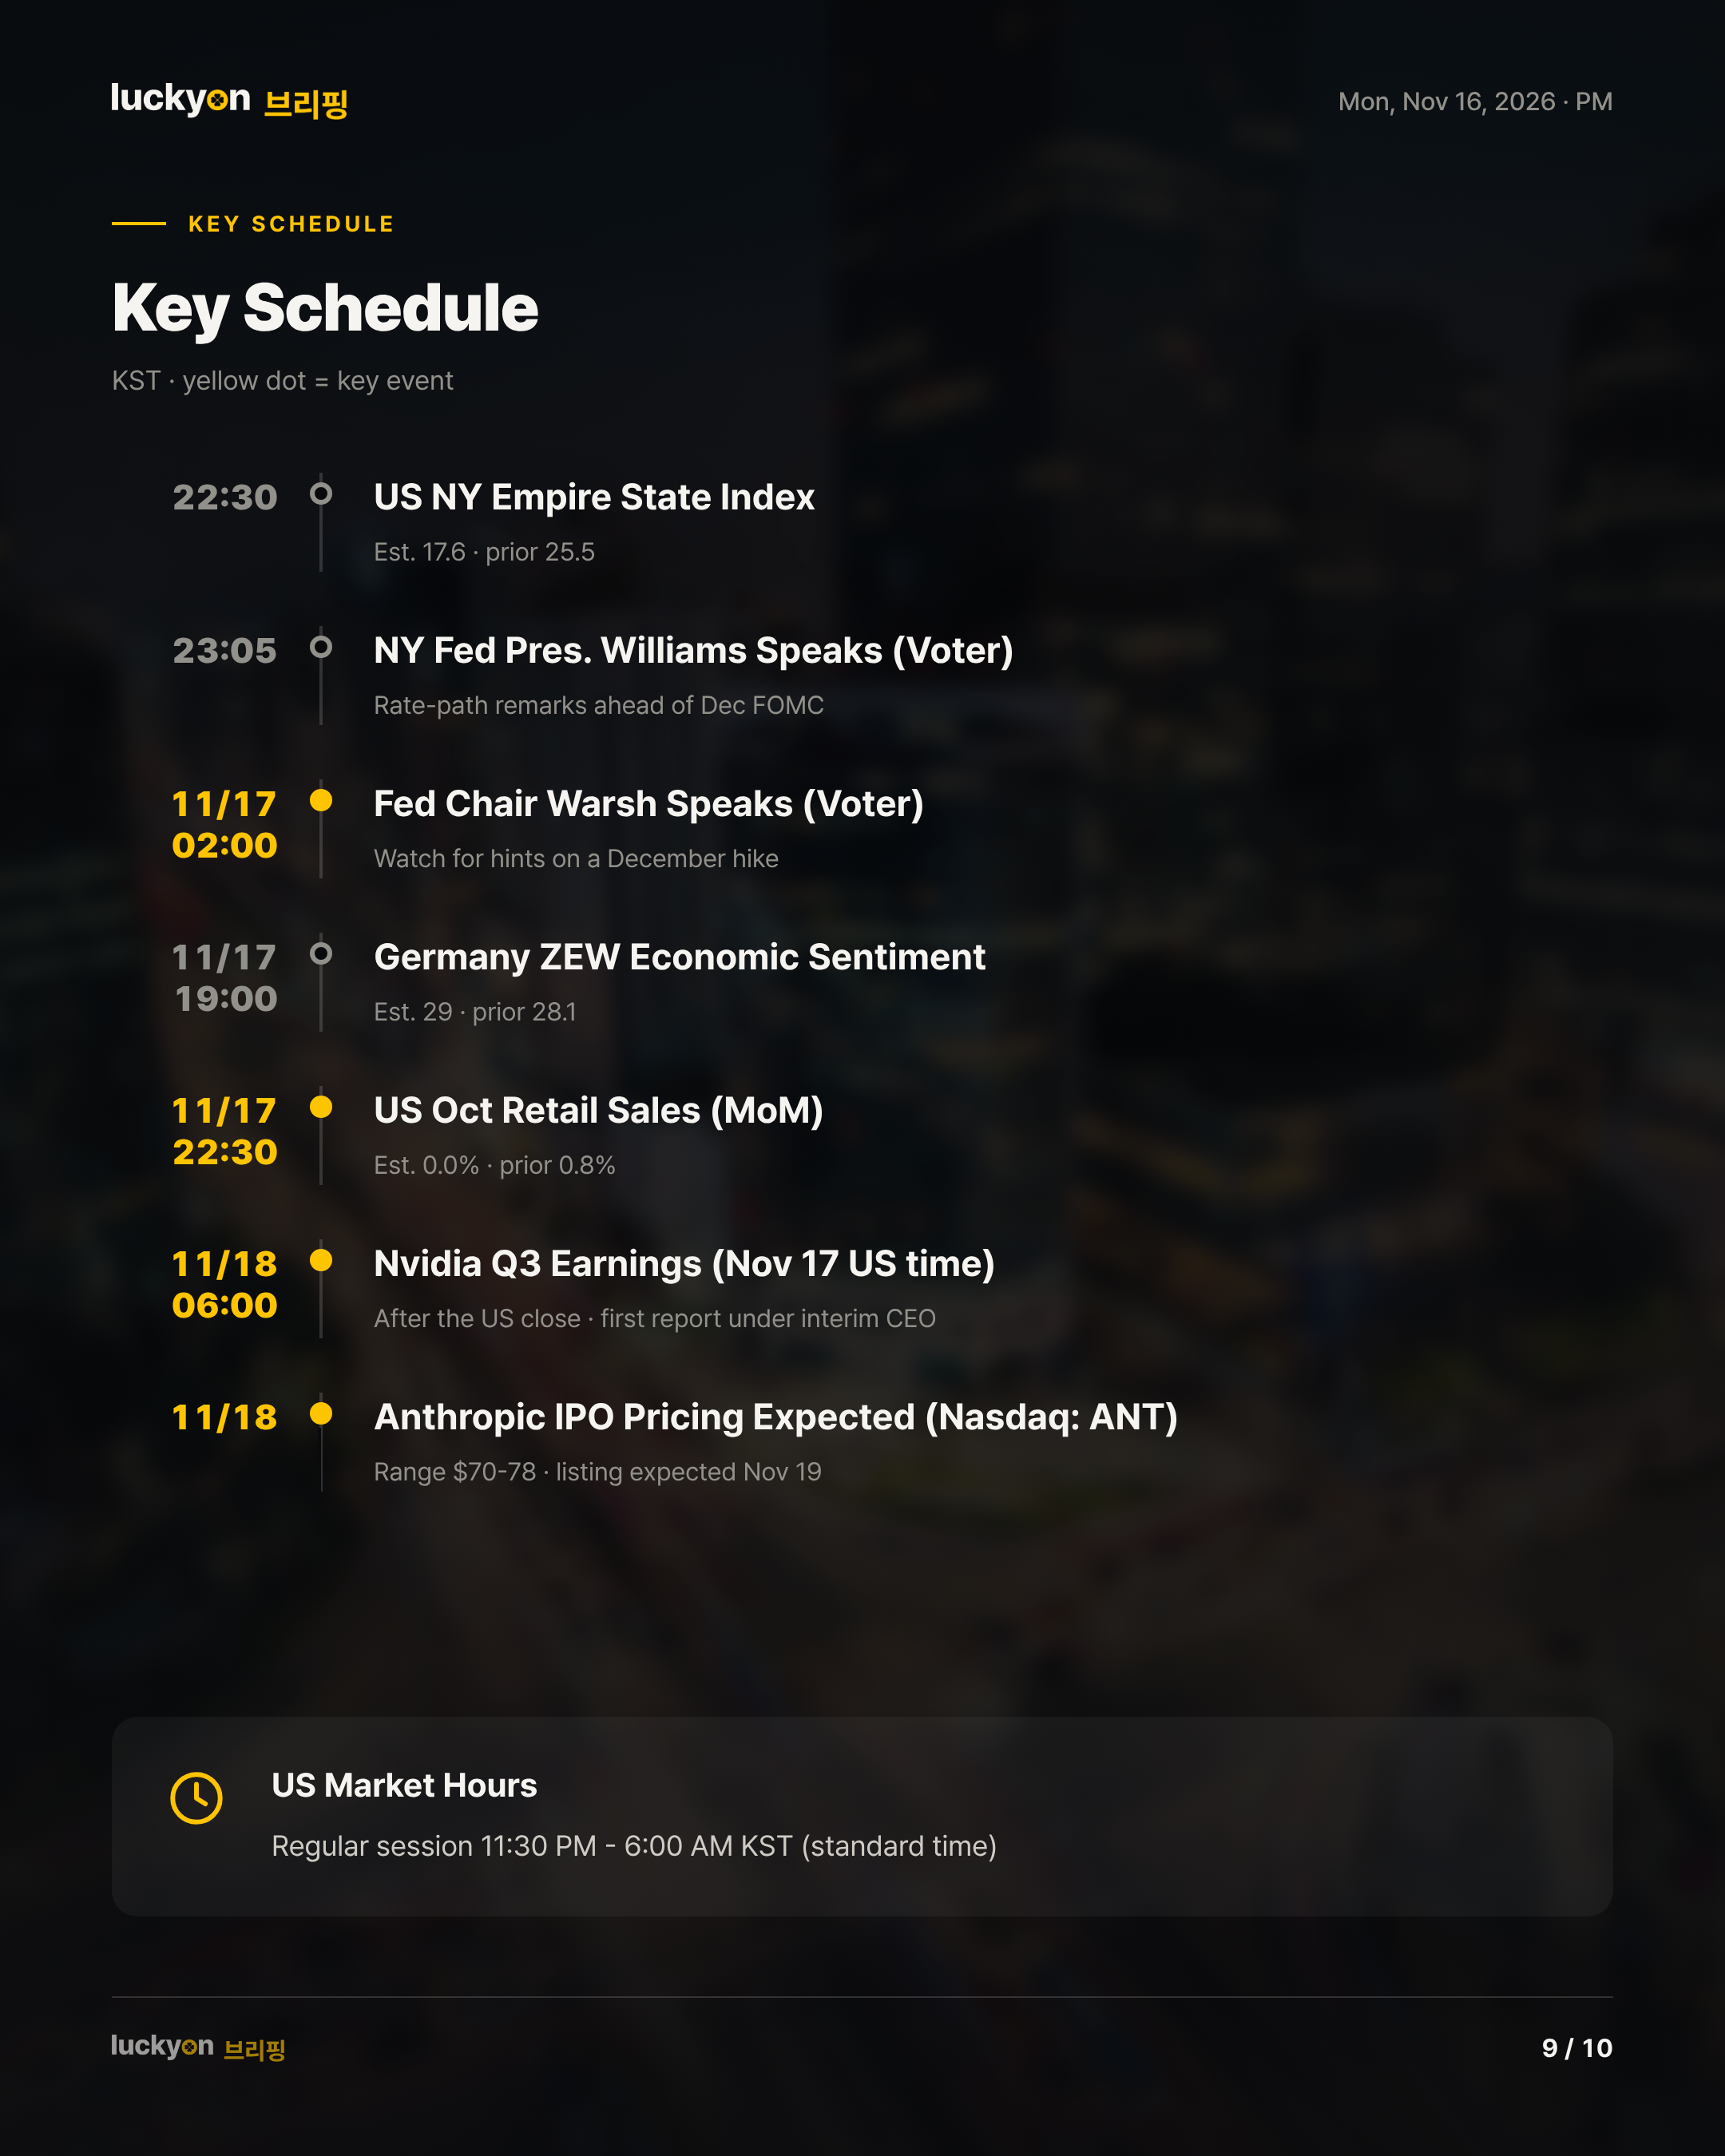 luckyon 브리핑
Mon, Nov 16, 2026 · PM
KEY SCHEDULE
Key Schedule
KST · yellow dot = key event
22:30
US NY Empire State Index
Est. 17.6 · prior 25.5
23:05
NY Fed Pres. Williams Speaks (Voter)
Rate-path remarks ahead of Dec FOMC
11/17
02:00
Fed Chair Warsh Speaks (Voter)
Watch for hints on a December hike
11/17
19:00
Germany ZEW Economic Sentiment
Est. 29 · prior 28.1
11/17
22:30
US Oct Retail Sales (MoM)
Est. 0.0% · prior 0.8%
11/18
06:00
Nvidia Q3 Earnings (Nov 17 US time)
After the US close · first report under interim CEO
11/18
Anthropic IPO Pricing Expected (Nasdaq: ANT)
Range $70-78 · listing expected Nov 19
US Market Hours
Regular session 11:30 PM - 6:00 AM KST (standard time)
luckyon 브리핑
9 / 10